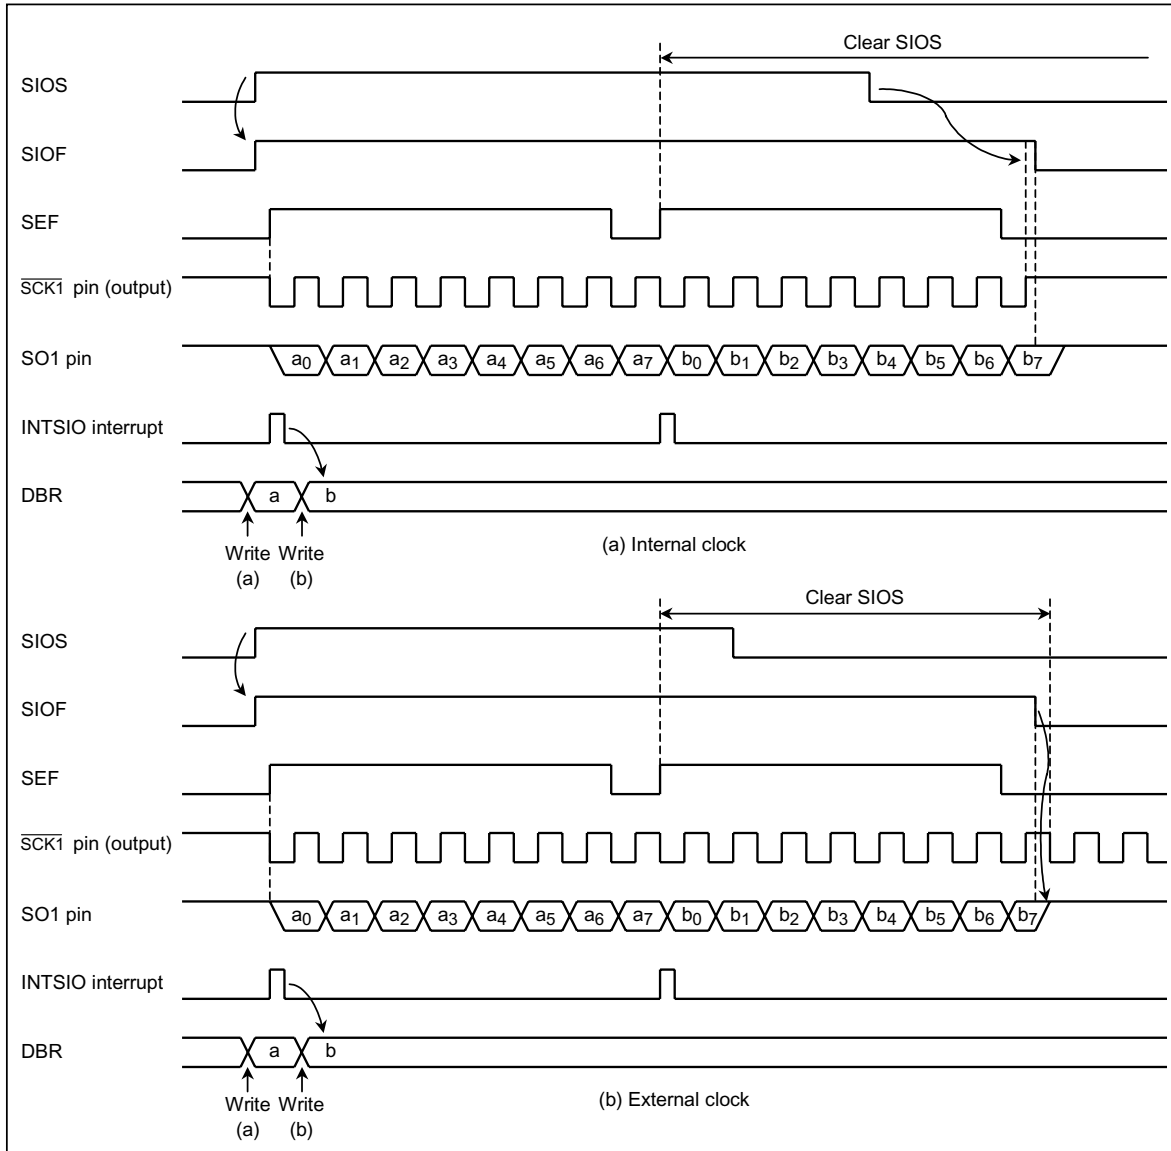 Clear SIOS
SIOS
SIOF
SEF
SCK1 pin (output)
SO1 pin
a0 a1 a2 a3 a4 a5 a6 a7 b0 b1 b2 b3 b4 b5 b6 b7
INTSIO interrupt
DBR
a b
Write (a)
Write (b)
(a) Internal clock
Clear SIOS
SIOS
SIOF
SEF
SCK1 pin (output)
SO1 pin
a0 a1 a2 a3 a4 a5 a6 a7 b0 b1 b2 b3 b4 b5 b6 b7
INTSIO interrupt
DBR
a b
Write (a)
Write (b)
(b) External clock